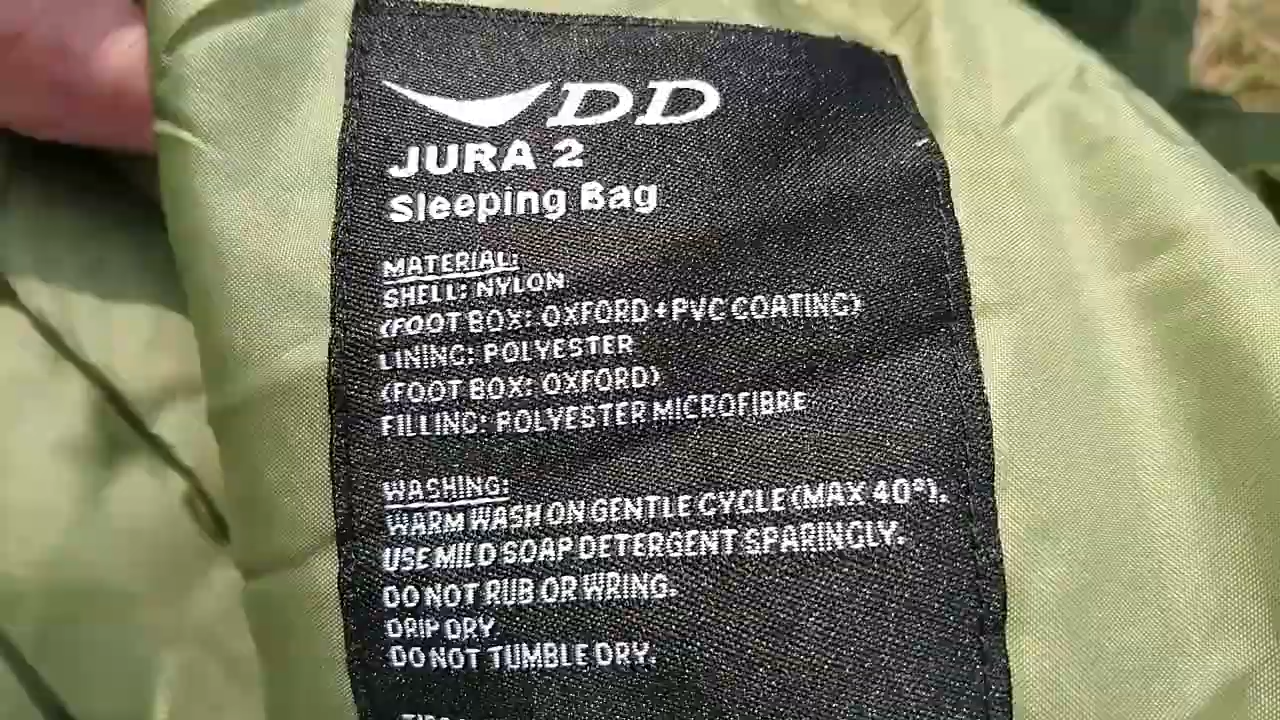 DD
JURA 2
Sleeping Bag
MATERIAL:
SHELL: NYLON
(FOOT BOX: OXFORD + PVC COATING)
LINING: POLYESTER
(FOOT BOX: OXFORD)
FILLING: POLYESTER MICROFIBRE
WASHING:
WARM WASH ON GENTLE CYCLE (MAX 40°).
USE MILD SOAP DETERGENT SPARINGLY.
DO NOT RUB OR WRING.
DRIP DRY
DO NOT TUMBLE DRY.